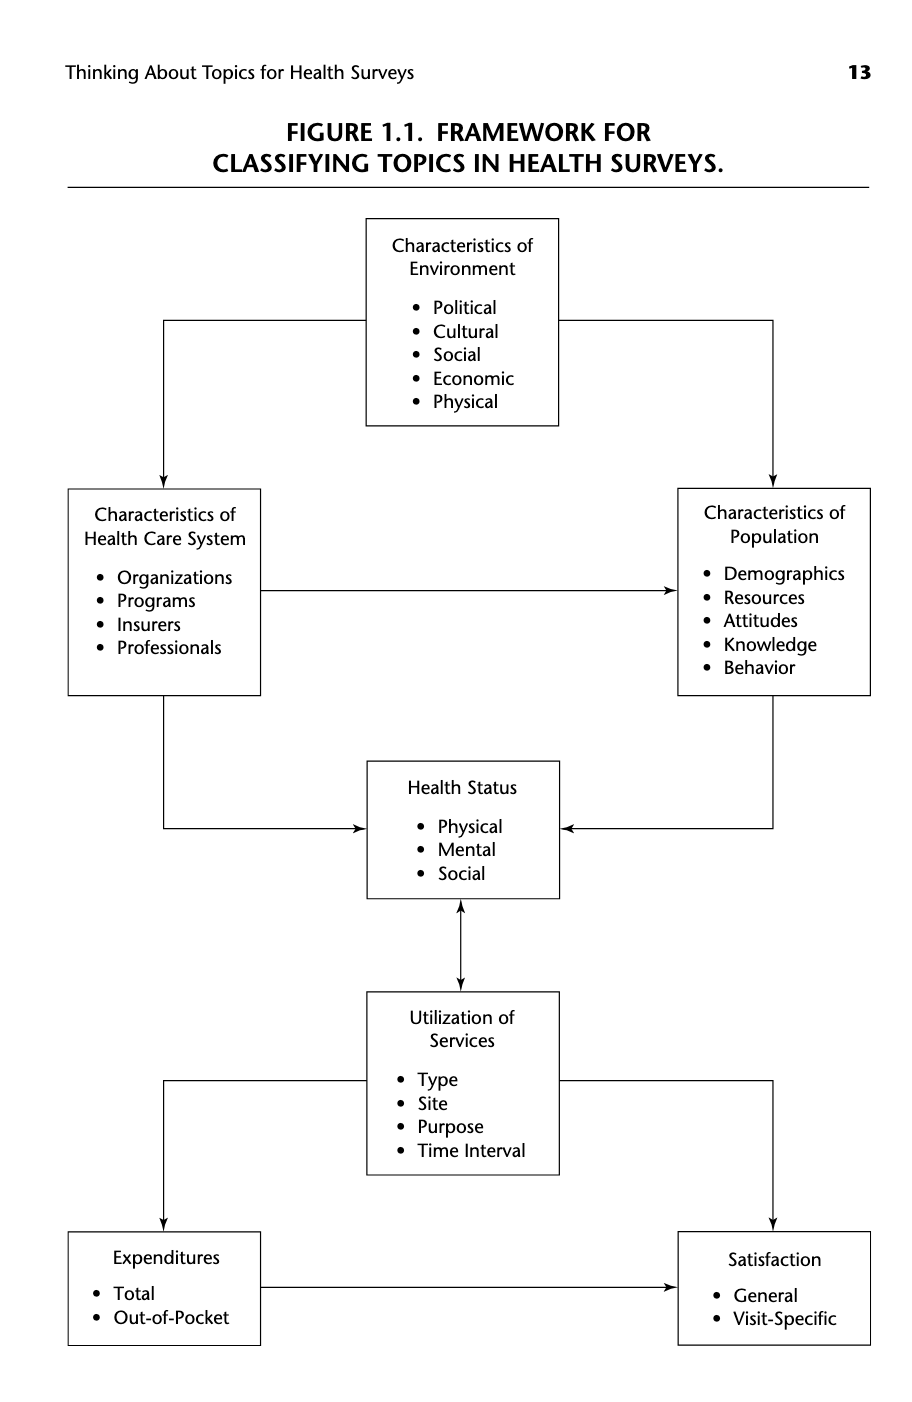 Thinking About Topics for Health Surveys 13
FIGURE 1.1. FRAMEWORK FOR
CLASSIFYING TOPICS IN HEALTH SURVEYS.
Characteristics of
Environment
• Political
• Cultural
• Social
• Economic
• Physical
Characteristics of
Health Care System
• Organizations
• Programs
• Insurers
• Professionals
Characteristics of
Population
• Demographics
• Resources
• Attitudes
• Knowledge
• Behavior
Health Status
• Physical
• Mental
• Social
Utilization of
Services
• Type
• Site
• Purpose
• Time Interval
Expenditures
• Total
• Out-of-Pocket
Satisfaction
• General
• Visit-Specific